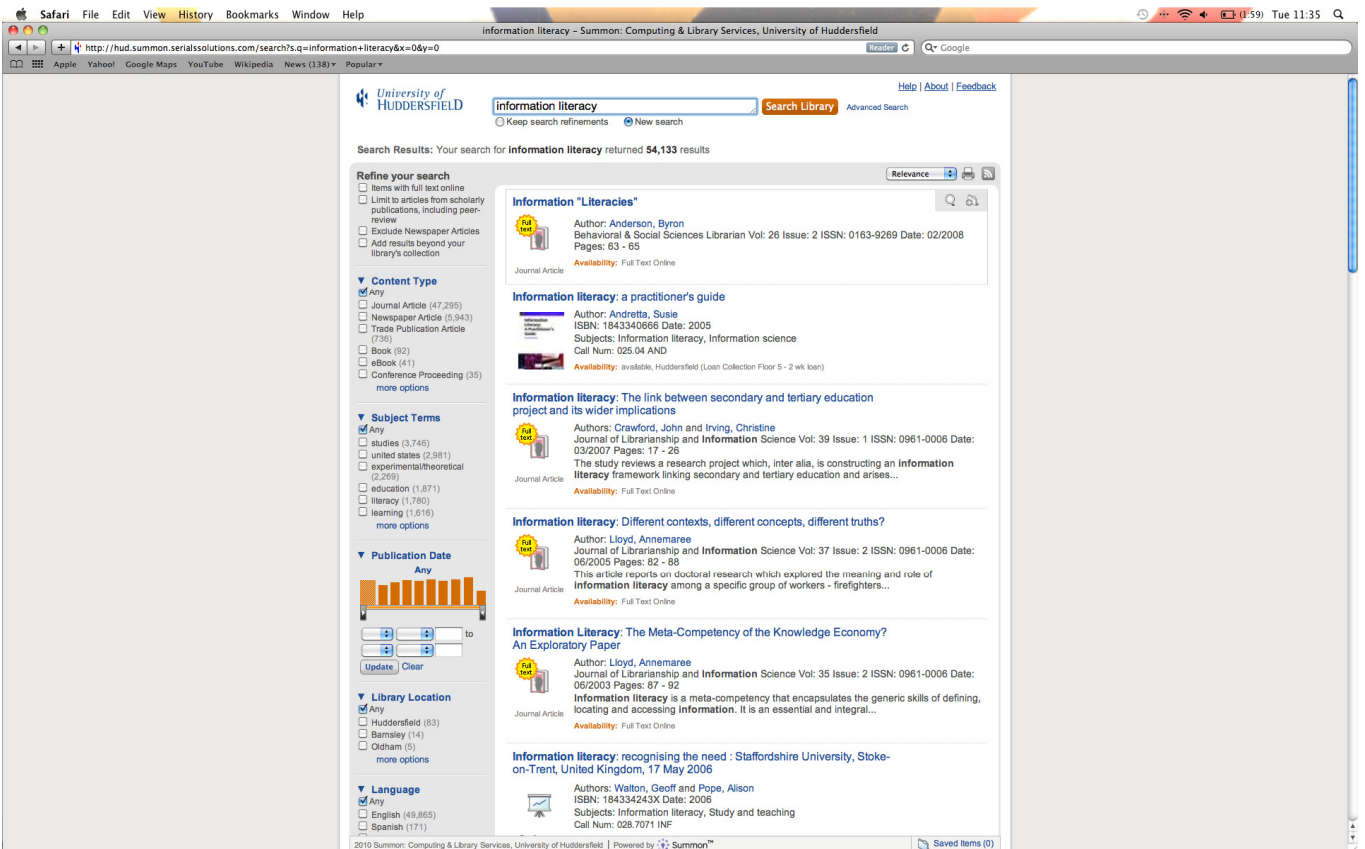 Safari File Edit View History Bookmarks Window Help
(1:59) Tue 11:35
information literacy – Summon: Computing & Library Services, University of Huddersfield
http://hud.summon.serialssolutions.com/search?s.q=information+literacy&x=0&y=0
Reader
Google
Apple Yahoo! Google Maps YouTube Wikipedia News (138) Popular
Help | About | Feedback
University of
HUDDERSFIELD
information literacy
Search Library
Advanced Search
Keep search refinements New search
Search Results: Your search for information literacy returned 54,133 results
Refine your search
Items with full text online
Limit to articles from scholarly
publications, including peer-
review
Exclude Newspaper Articles
Add results beyond your
library's collection
Content Type
Any
Journal Article (47,295)
Newspaper Article (5,943)
Trade Publication Article
(736)
Book (92)
eBook (41)
Conference Proceeding (35)
more options
Subject Terms
Any
studies (3,746)
united states (2,981)
experimental/theoretical
(2,269)
education (1,871)
literacy (1,780)
learning (1,616)
more options
Publication Date
Any
to
Update Clear
Library Location
Any
Huddersfield (83)
Barnsley (14)
Oldham (5)
more options
Language
Any
English (49,865)
Spanish (171)
Relevance
Information "Literacies"
Full
text
Journal Article
Author: Anderson, Byron
Behavioral & Social Sciences Librarian Vol: 26 Issue: 2 ISSN: 0163-9269 Date: 02/2008
Pages: 63 - 65
Availability: Full Text Online
Information literacy: a practitioner's guide
Information
Literacy:
A Practitioner's
Guide
Author: Andretta, Susie
ISBN: 1843340666 Date: 2005
Subjects: Information literacy, Information science
Call Num: 025.04 AND
Availability: available, Huddersfield (Loan Collection Floor 5 - 2 wk loan)
Information literacy: The link between secondary and tertiary education
project and its wider implications
Full
text
Journal Article
Authors: Crawford, John and Irving, Christine
Journal of Librarianship and Information Science Vol: 39 Issue: 1 ISSN: 0961-0006 Date:
03/2007 Pages: 17 - 26
The study reviews a research project which, inter alia, is constructing an information
literacy framework linking secondary and tertiary education and arises...
Availability: Full Text Online
Information literacy: Different contexts, different concepts, different truths?
Full
text
Journal Article
Author: Lloyd, Annemaree
Journal of Librarianship and Information Science Vol: 37 Issue: 2 ISSN: 0961-0006 Date:
06/2005 Pages: 82 - 88
This article reports on doctoral research which explored the meaning and role of
information literacy among a specific group of workers - firefighters...
Availability: Full Text Online
Information Literacy: The Meta-Competency of the Knowledge Economy?
An Exploratory Paper
Full
text
Journal Article
Author: Lloyd, Annemaree
Journal of Librarianship and Information Science Vol: 35 Issue: 2 ISSN: 0961-0006 Date:
06/2003 Pages: 87 - 92
Information literacy is a meta-competency that encapsulates the generic skills of defining,
locating and accessing information. It is an essential and integral...
Availability: Full Text Online
Information literacy: recognising the need : Staffordshire University, Stoke-
on-Trent, United Kingdom, 17 May 2006
Authors: Walton, Geoff and Pope, Alison
ISBN: 184334243X Date: 2006
Subjects: Information literacy, Study and teaching
Call Num: 028.7071 INF
2010 Summon: Computing & Library Services, University of Huddersfield | Powered by Summon™
Saved Items (0)